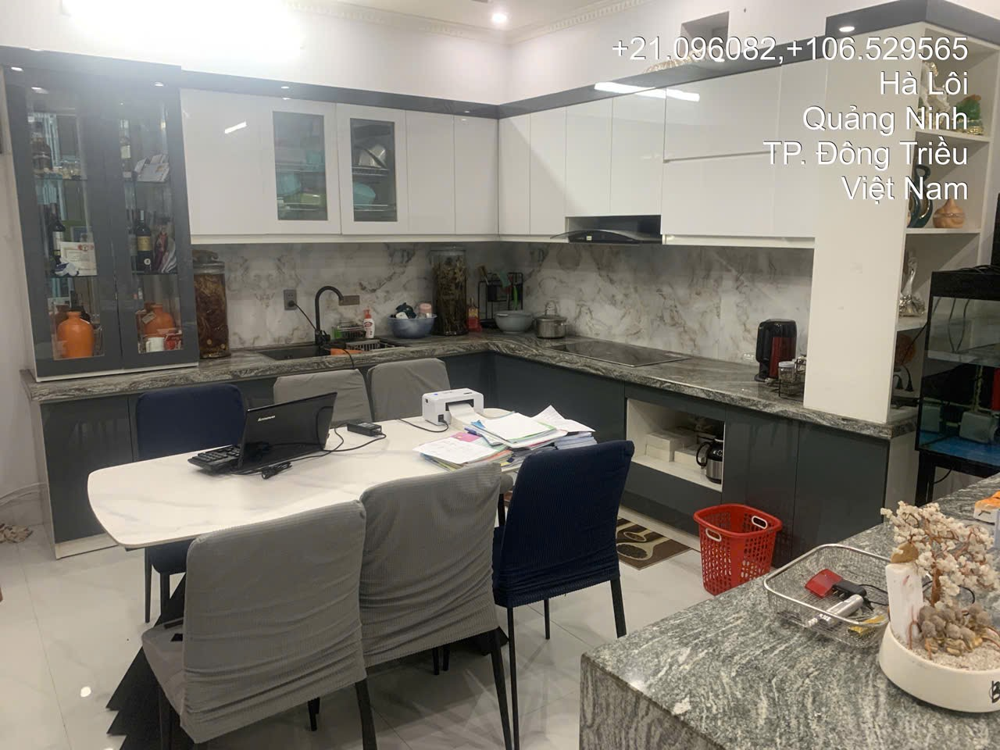 +21.096082,+106.529565
Hà Lôi
Quảng Ninh
TP. Đông Triều
Việt Nam